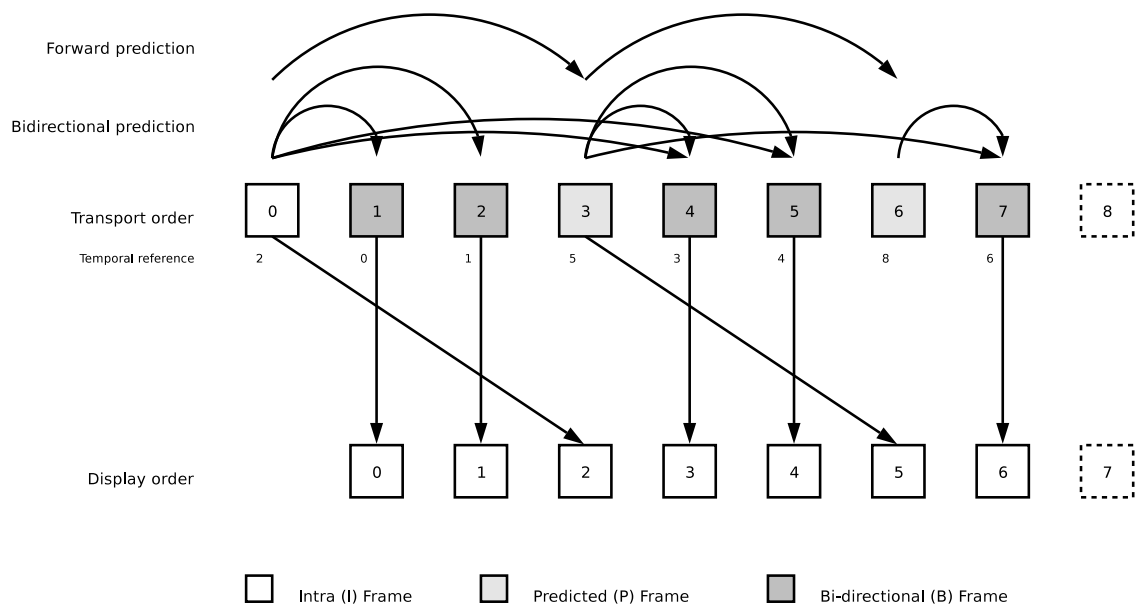 Forward prediction
Bidirectional prediction
Transport order 0 1 2 3 4 5 6 7 8
Temporal reference 2 0 1 5 3 4 8 6
Display order 0 1 2 3 4 5 6 7
Intra (I) Frame Predicted (P) Frame Bi-directional (B) Frame